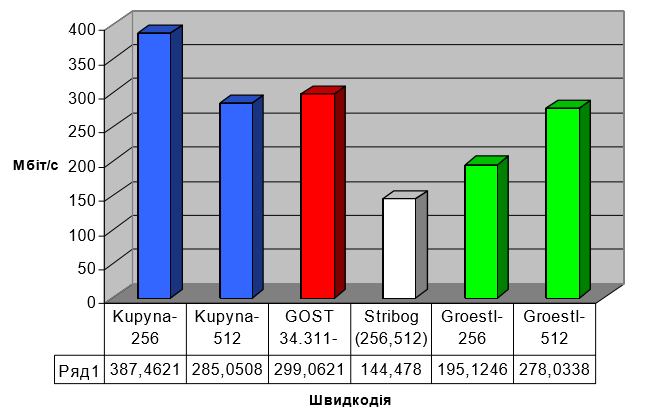 400
350
300
250
200
150
100
50
0
Мбіт/с
Kupyna-256
Kupyna-512
GOST 34.311-
Stribog (256,512)
Groestl-256
Groestl-512
Ряд1 387,4621 285,0508 299,0621 144,478 195,1246 278,0338
Швидкодія